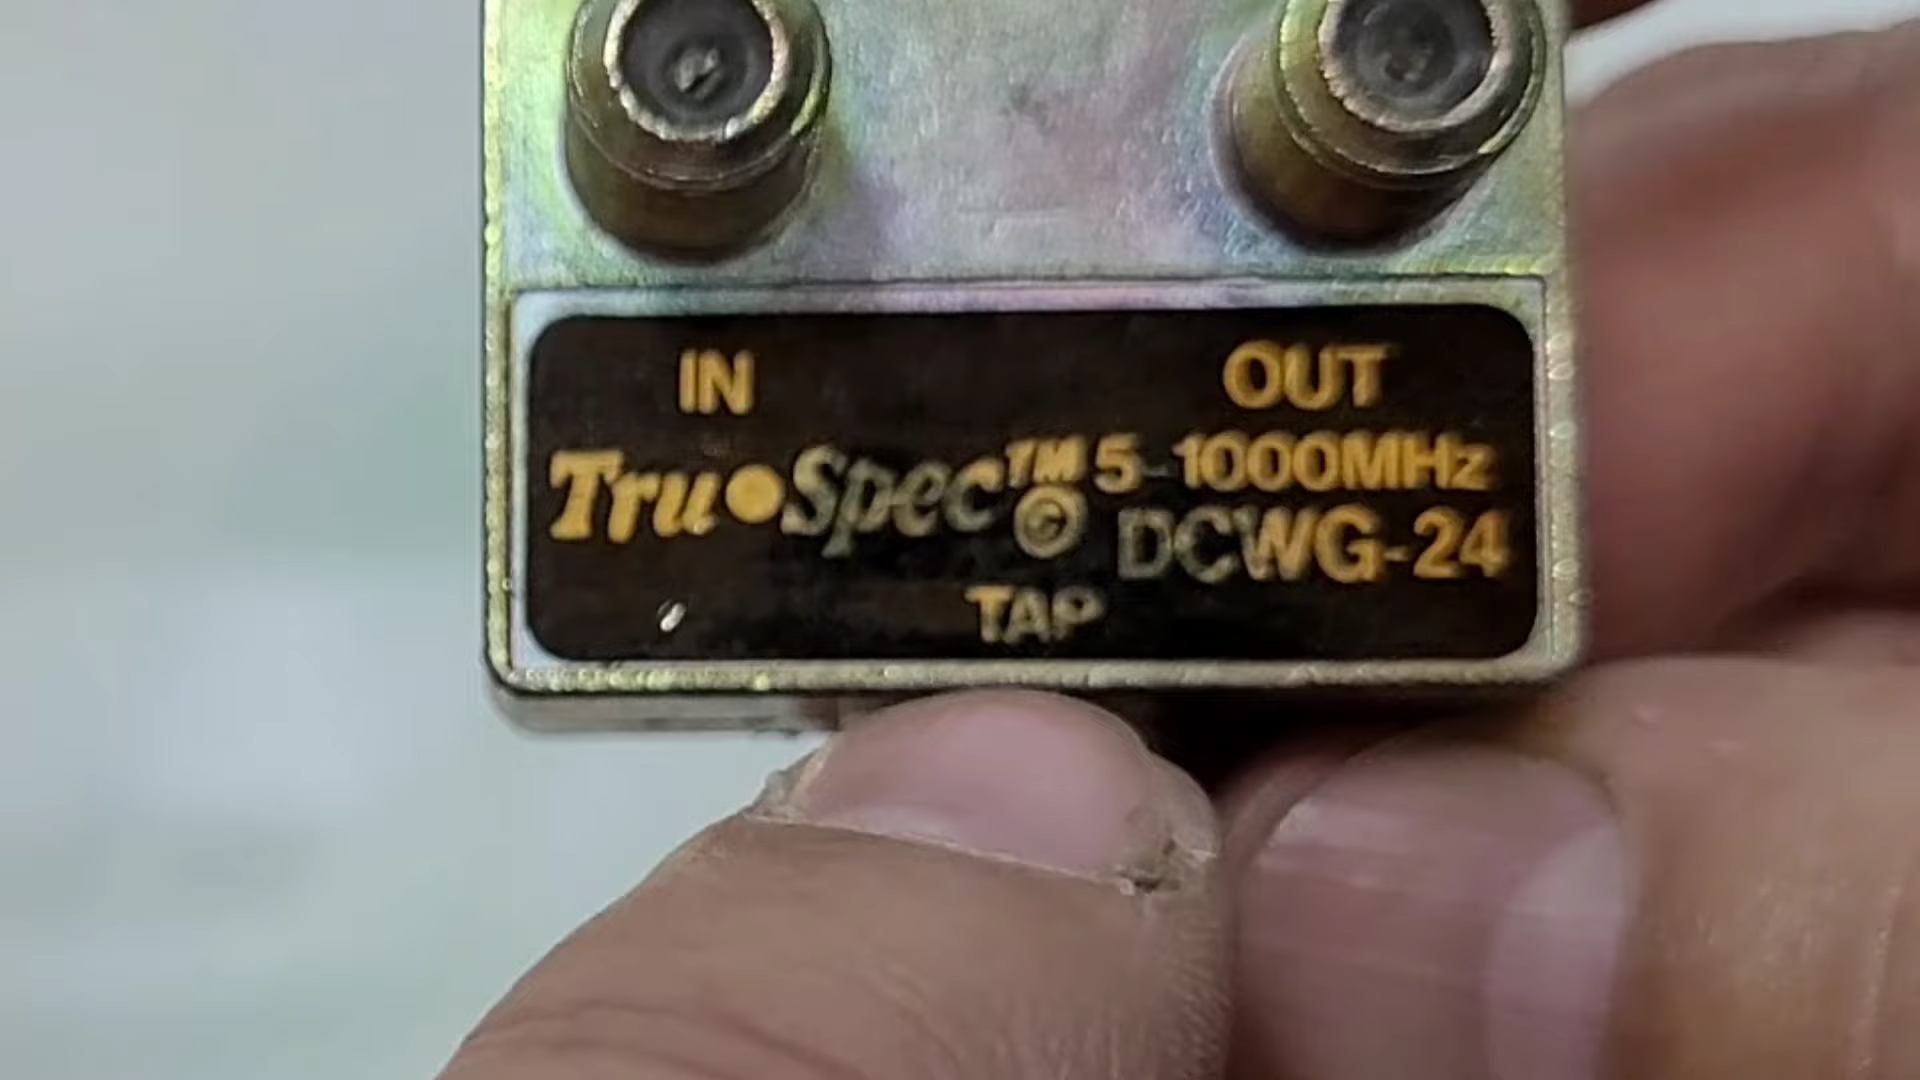 IN OUT
Tru•Spec™ 5-1000MHz
© DCWG-24
TAP